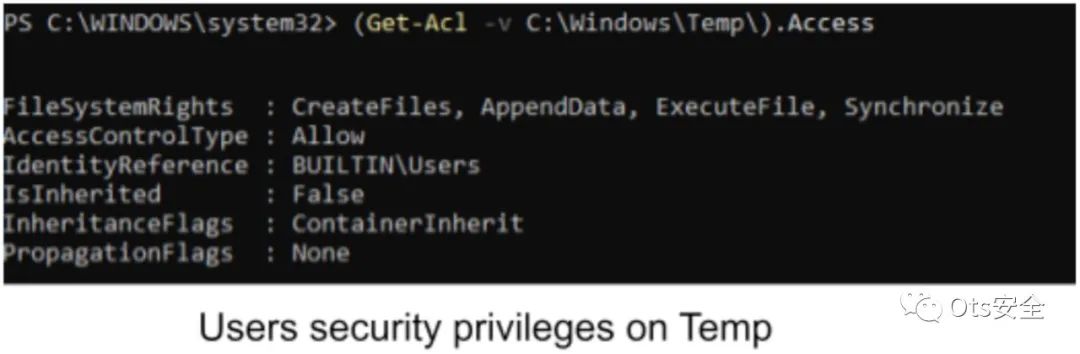 PS C:\WINDOWS\system32> (Get-Acl -v C:\Windows\Temp\).Access
FileSystemRights : CreateFiles, AppendData, ExecuteFile, Synchronize
AccessControlType : Allow
IdentityReference : BUILTIN\Users
IsInherited : False
InheritanceFlags : ContainerInherit
PropagationFlags : None
Ots安全
Users security privileges on Temp